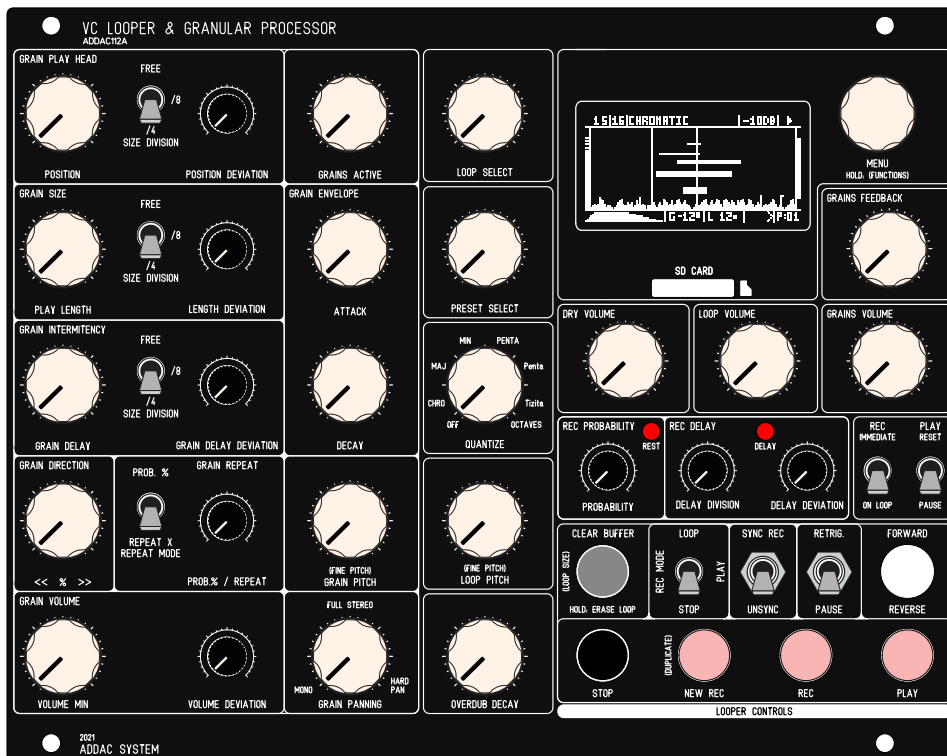 VC LOOPER & GRANULAR PROCESSOR
ADDAC112A
GRAIN PLAY HEAD
FREE
/8
/4
SIZE DIVISION
POSITION
POSITION DEVIATION
GRAINS ACTIVE
LOOP SELECT
15|16|CHROMATIC |-10DB|
G-12
L 12
P:01
MENU
HOLD: (FUNCTIONS)
SD CARD
GRAIN SIZE
FREE
/8
/4
SIZE DIVISION
PLAY LENGTH
LENGTH DEVIATION
GRAIN ENVELOPE
ATTACK
PRESET SELECT
GRAINS FEEDBACK
GRAIN INTERMITENCY
FREE
/8
/4
SIZE DIVISION
GRAIN DELAY
GRAIN DELAY DEVIATION
DECAY
MIN
PENTA
MAJ
Penta
CHRO
Tizita
OFF
OCTAVES
QUANTIZE
DRY VOLUME
LOOP VOLUME
GRAINS VOLUME
REC PROBABILITY
REST
PROBABILITY
REC DELAY
DELAY
DELAY DIVISION
DELAY DEVIATION
REC
IMMEDIATE
ON LOOP
PLAY
RESET
PAUSE
GRAIN DIRECTION
<< % >>
PROB. %
GRAIN REPEAT
REPEAT X
REPEAT MODE
PROB.% / REPEAT
(FINE PITCH)
GRAIN PITCH
(FINE PITCH)
LOOP PITCH
CLEAR BUFFER
(LOOP SIZE)
HOLD: ERASE LOOP
LOOP
REC MODE
PLAY
STOP
SYNC REC
UNSYNC
RETRIG.
PAUSE
FORWARD
REVERSE
GRAIN VOLUME
VOLUME MIN
VOLUME DEVIATION
FULL STEREO
MONO
HARD
PAN
GRAIN PANNING
OVERDUB DECAY
STOP
(DUPLICATE)
NEW REC
REC
PLAY
LOOPER CONTROLS
2021
ADDAC SYSTEM